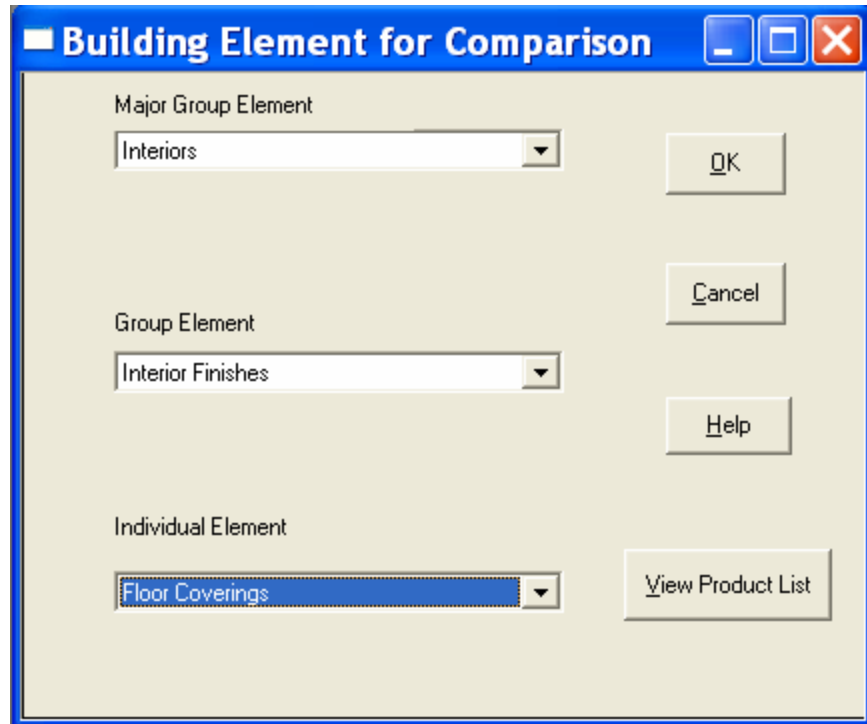 Building Element for Comparison
Major Group Element
Interiors
OK
Cancel
Group Element
Interior Finishes
Help
Individual Element
Floor Coverings
View Product List